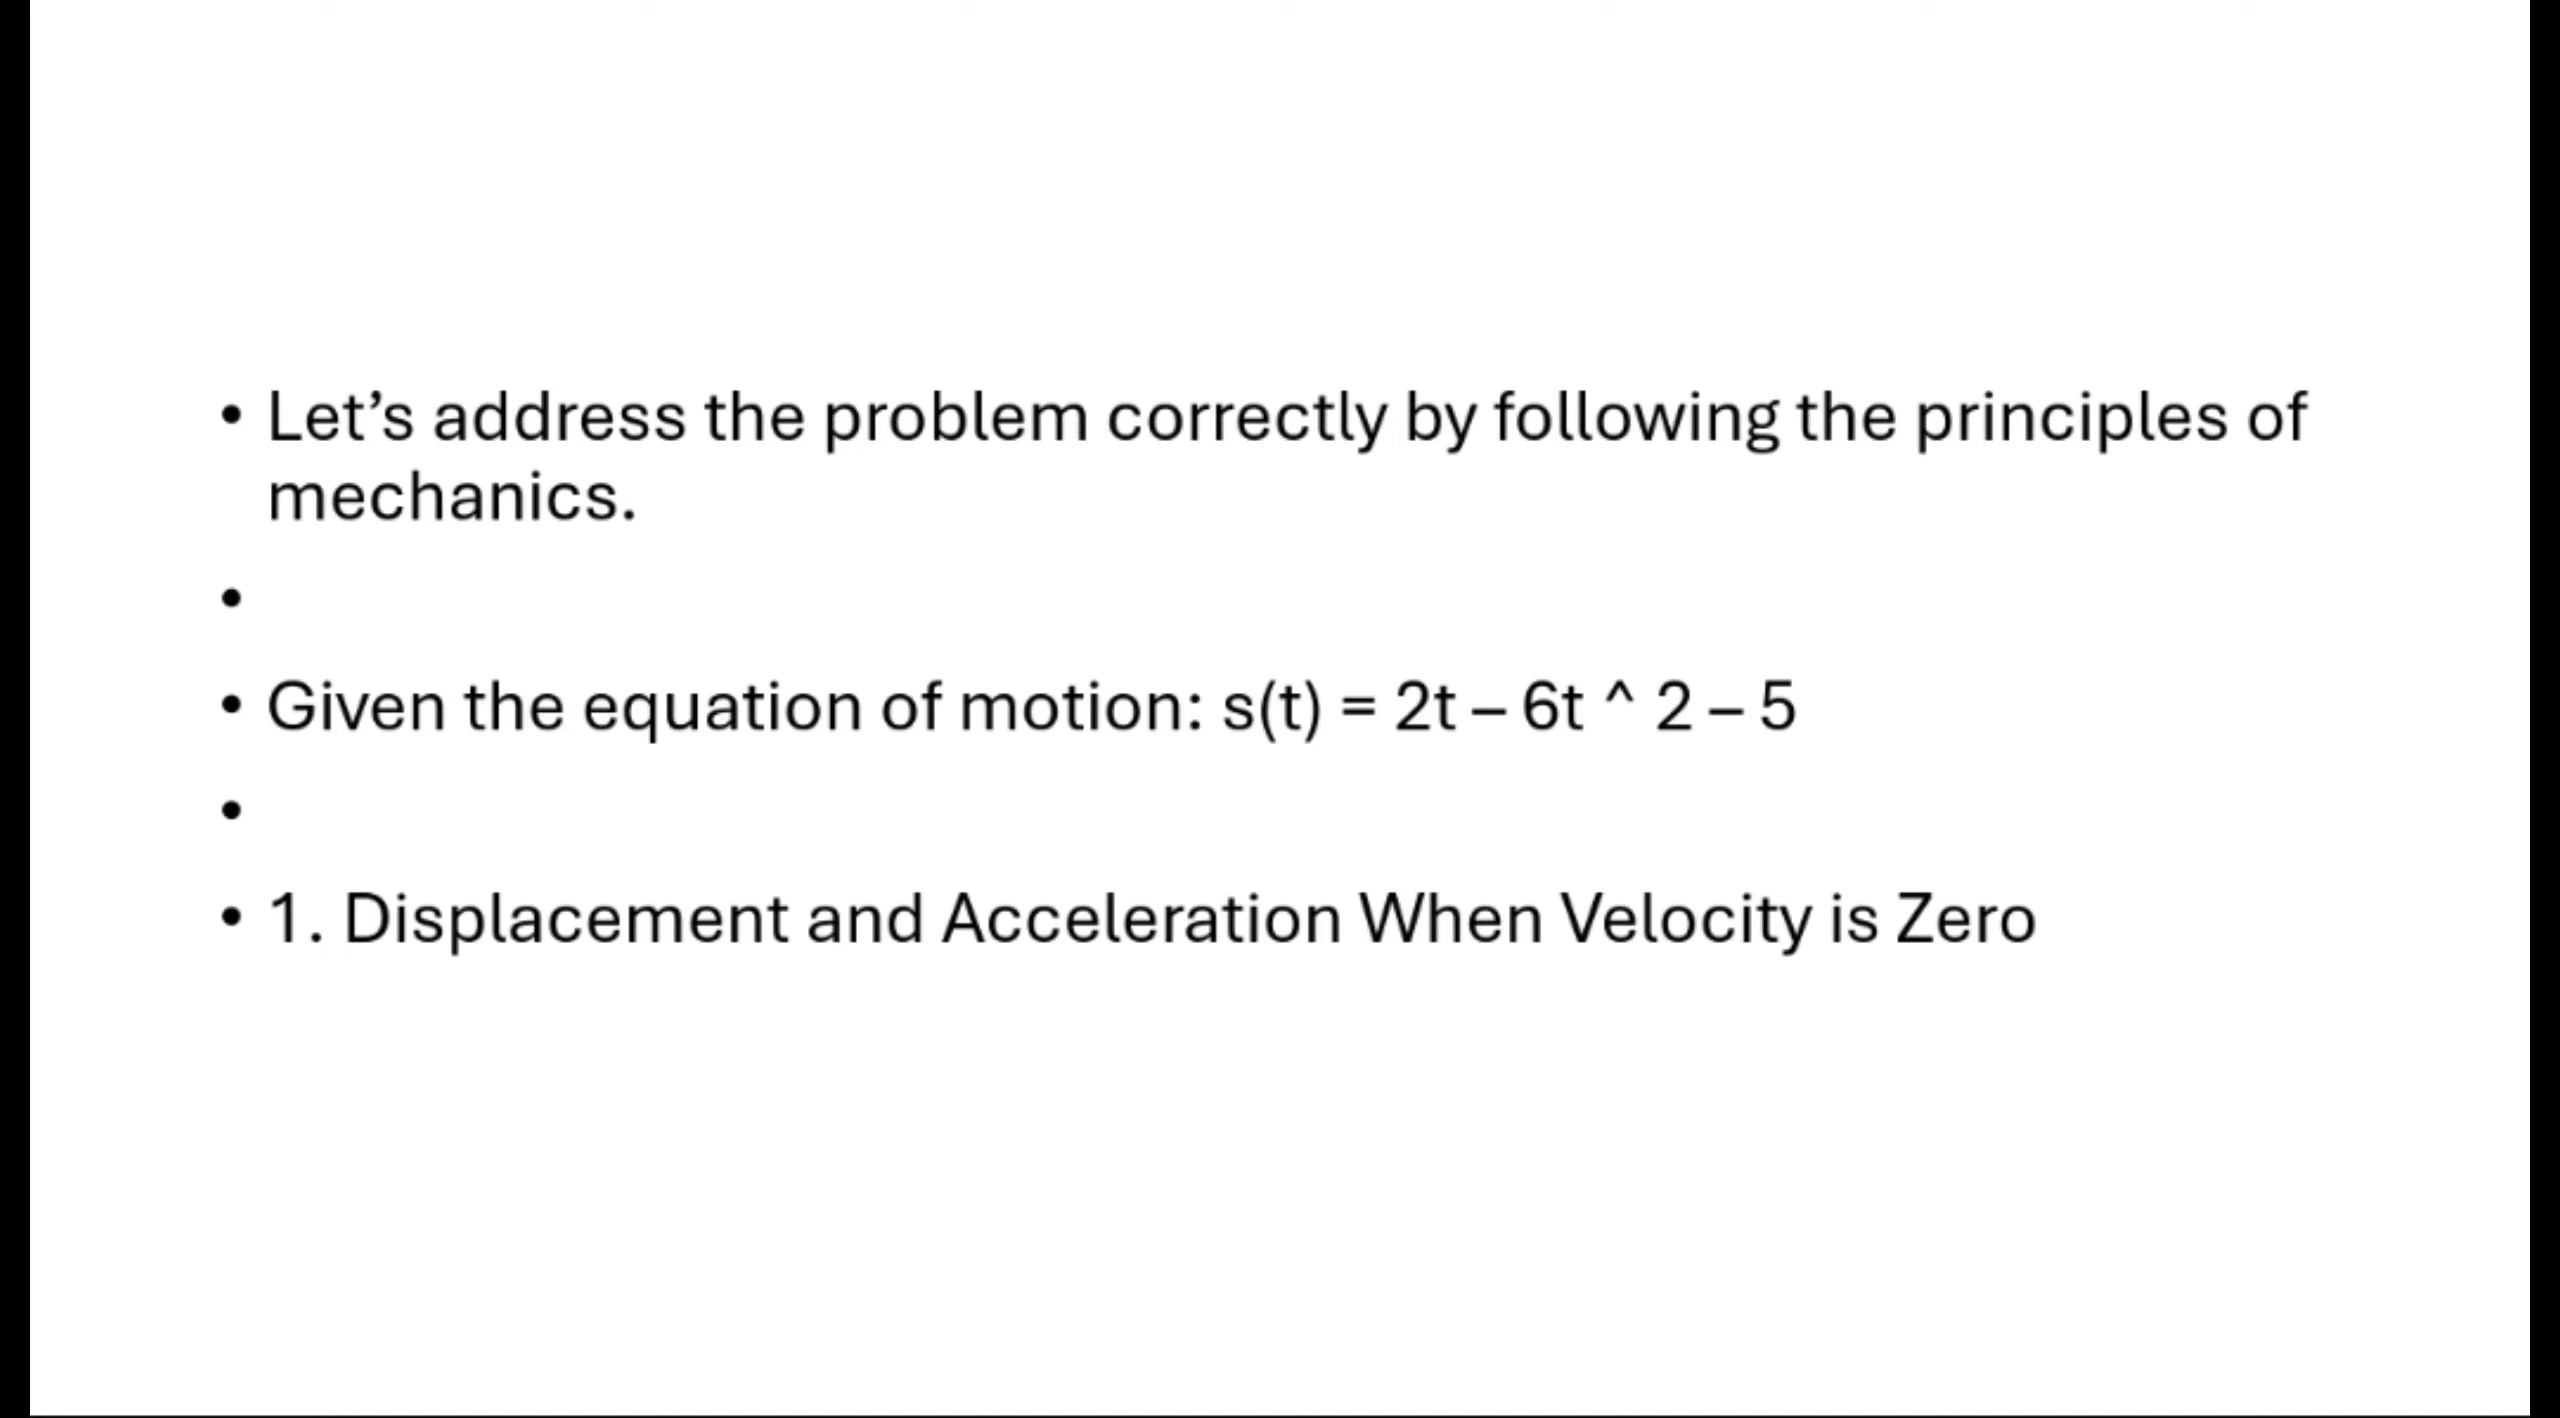 • Let’s address the problem correctly by following the principles of
mechanics.
•
• Given the equation of motion: s(t) = 2t – 6t ^ 2 – 5
•
• 1. Displacement and Acceleration When Velocity is Zero